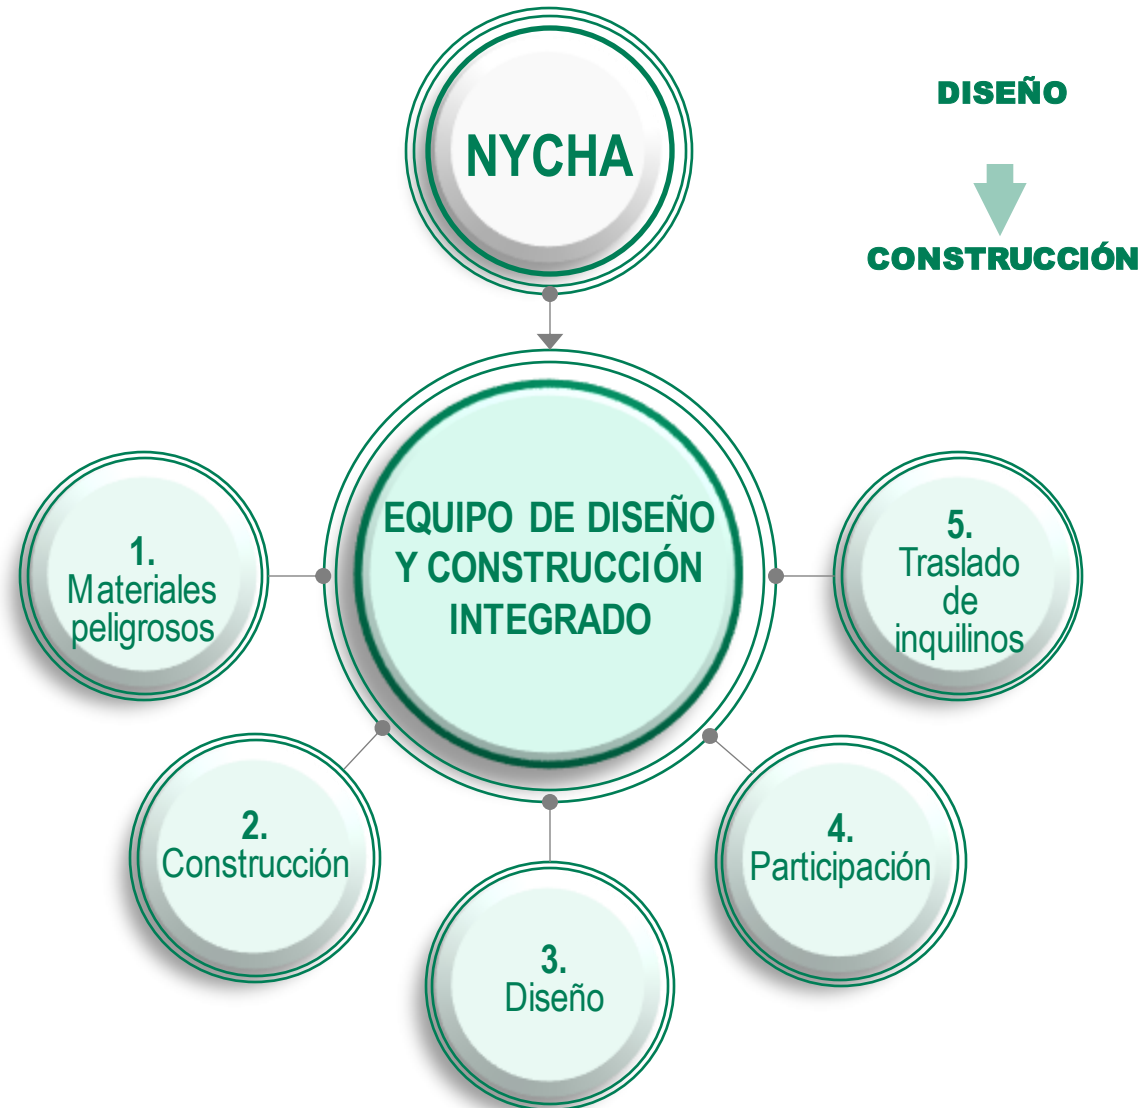 NYCHA
DISEÑO
CONSTRUCCIÓN
EQUIPO DE DISEÑO
Y CONSTRUCCIÓN
INTEGRADO
1.
Materiales
peligrosos
2.
Construcción
3.
Diseño
4.
Participación
5.
Traslado
de
inquilinos